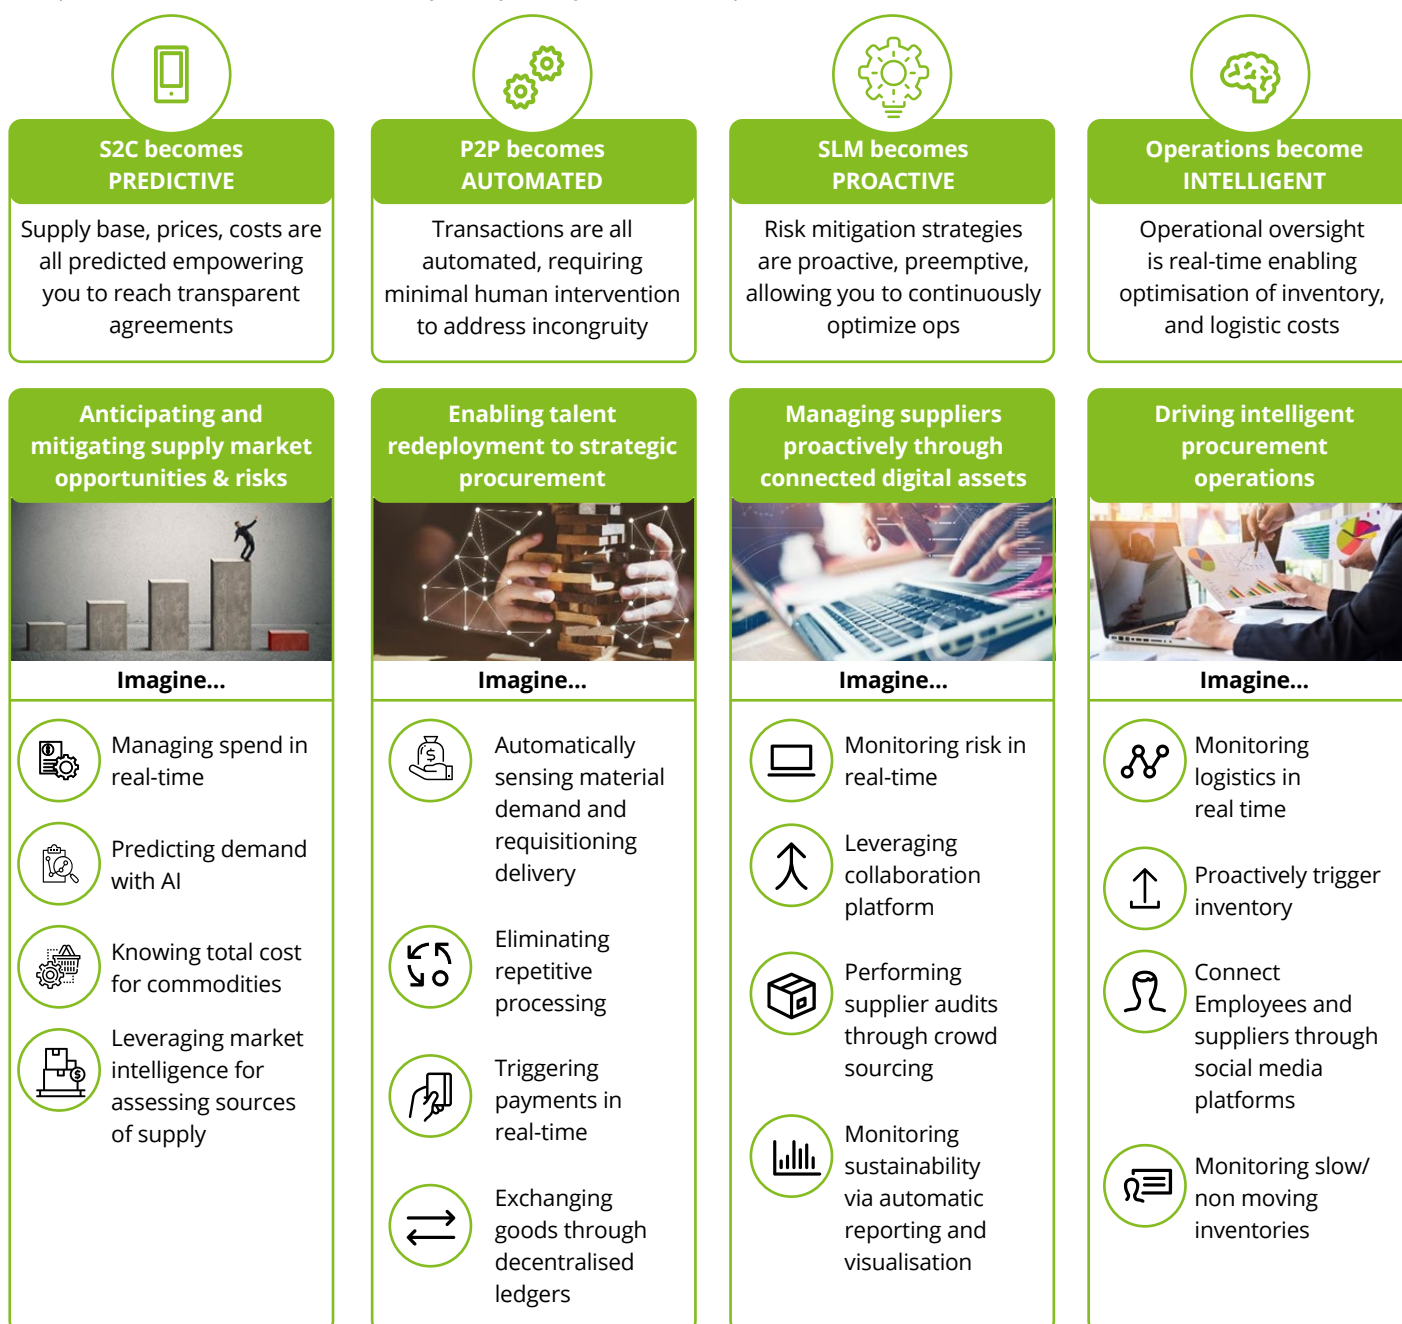 S2C becomes
PREDICTIVE
Supply base, prices, costs are
all predicted empowering
you to reach transparent
agreements
P2P becomes
AUTOMATED
Transactions are all
automated, requiring
minimal human intervention
to address incongruity
SLM becomes
PROACTIVE
Risk mitigation strategies
are proactive, preemptive,
allowing you to continuously
optimize ops
Operations become
INTELLIGENT
Operational oversight
is real-time enabling
optimisation of inventory,
and logistic costs
Anticipating and
mitigating supply market
opportunities & risks
Imagine...
Managing spend in
real-time
Predicting demand
with AI
Knowing total cost
for commodities
Leveraging market
intelligence for
assessing sources
of supply
Enabling talent
redeployment to strategic
procurement
Imagine...
Automatically
sensing material
demand and
requisitioning
delivery
Eliminating
repetitive
processing
Triggering
payments in
real-time
Exchanging
goods through
decentralised
ledgers
Managing suppliers
proactively through
connected digital assets
Imagine...
Monitoring risk in
real-time
Leveraging
collaboration
platform
Performing
supplier audits
through crowd
sourcing
Monitoring
sustainability
via automatic
reporting and
visualisation
Driving intelligent
procurement
operations
Imagine...
Monitoring
logistics in
real time
Proactively trigger
inventory
Connect
Employees and
suppliers through
social media
platforms
Monitoring slow/
non moving
inventories